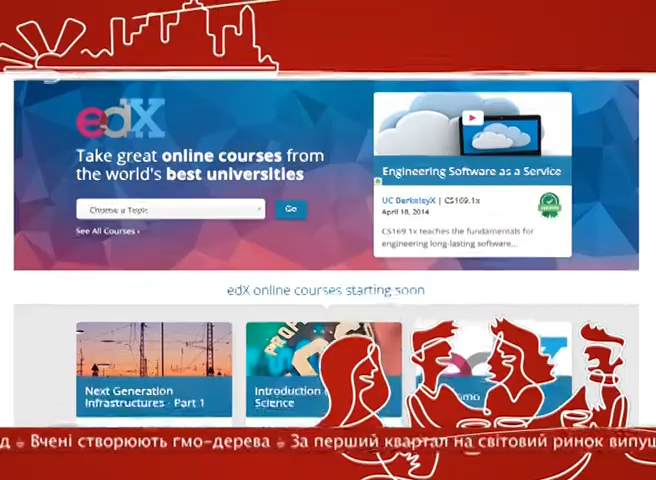 edX
Take great online courses from
the world's best universities
Choose a Topic
Go
See All Courses ›
Engineering Software as a Service
UC BerkeleyX | CS169.1x
April 18, 2014
CS169.1x teaches the fundamentals for
engineering long-lasting software...
edX online courses starting soon
Next Generation
Infrastructures - Part 1
Introduction
Science
д Вчені створюють гмо-дерева За перший квартал на світовий ринок випуш